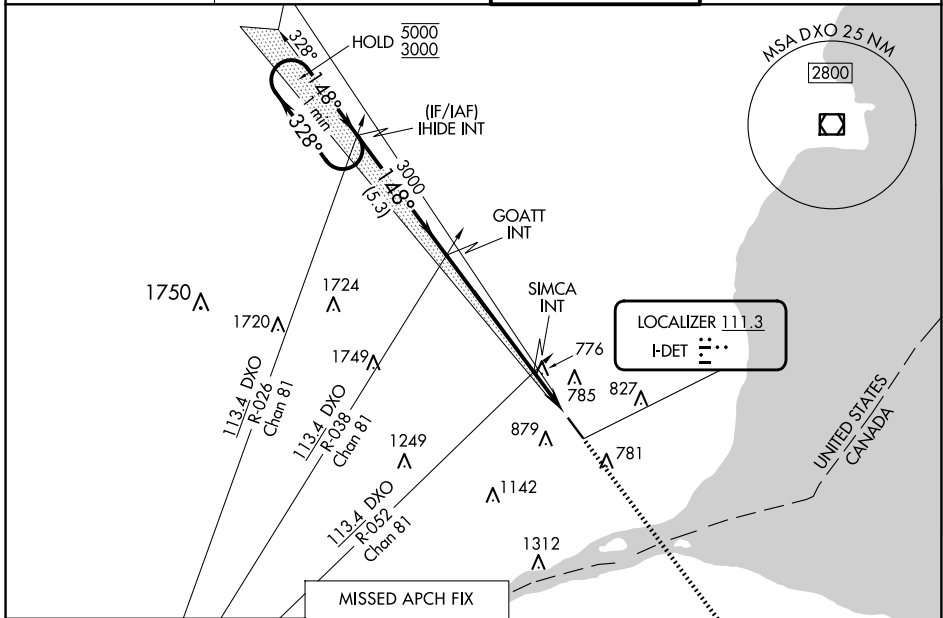 328°
HOLD 5000
3000
MSA DXO 25 NM
2800
148°
1 min
328°
(IF/IAF)
IHIDE INT
3000
148°
(5.3)
GOATT
INT
SIMCA
INT
1750
1724
1720
1749
776
785
827
LOCALIZER 111.3
I-DET
113.4 DXO
R-026
Chan 81
113.4 DXO
R-038
Chan 81
1249
879
781
1142
113.4 DXO
R-052
Chan 81
1312
UNITED STATES
CANADA
MISSED APCH FIX